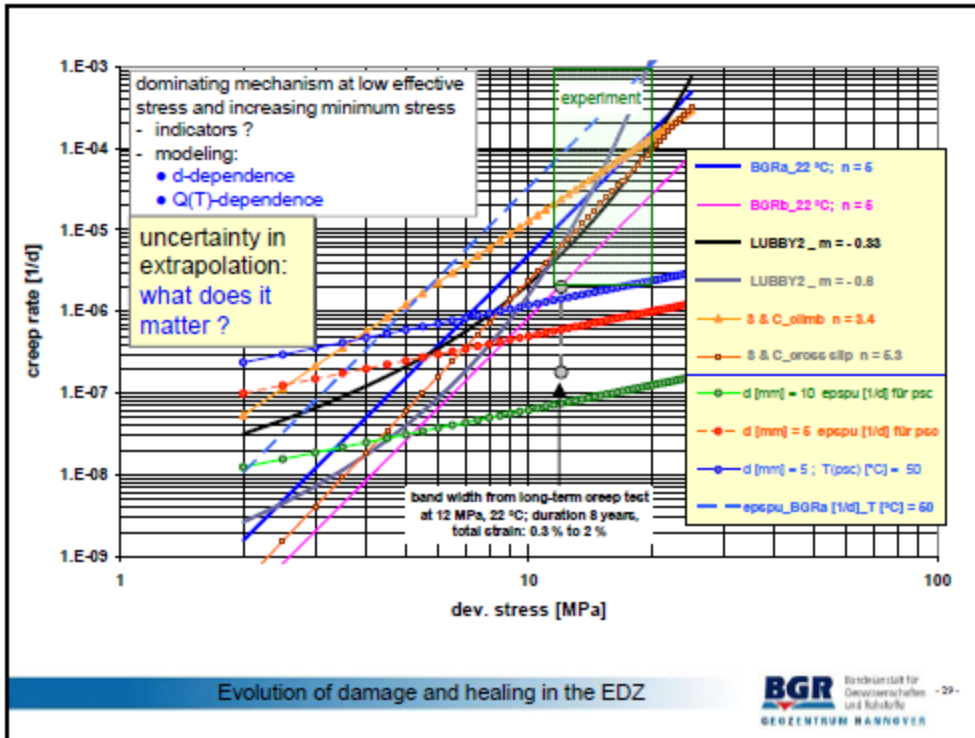 1.E-03
1.E-04
1.E-05
1.E-06
1.E-07
1.E-08
1.E-09
creep rate [1/d]
dominating mechanism at low effective
stress and increasing minimum stress
- indicators ?
- modeling:
● d-dependence
● Q(T)-dependence
uncertainty in
extrapolation:
what does it
matter ?
experiment
BGRa_22 ºC; n = 5
BGRb_22 ºC; n = 5
LUBBY2 _ m = - 0.33
LUBBY2 _ m = - 0.6
S & C_climb n = 3.4
S & C_cross slip n = 5.3
d [mm] = 10 epspu [1/d] für psc
d [mm] = 5 epspu [1/d] für psc
d [mm] = 5 ; T(psc) [°C] = 50
epspu_BGRa [1/d]_T [°C] = 50
band width from long-term creep test
at 12 MPa, 22 ºC; duration 8 years,
total strain: 0.3 % to 2 %
1
10
100
dev. stress [MPa]
Evolution of damage and healing in the EDZ
BGR
Bundesanstalt für
Geowissenschaften
und Rohstoffe
GEOZENTRUM HANNOVER
- 29 -